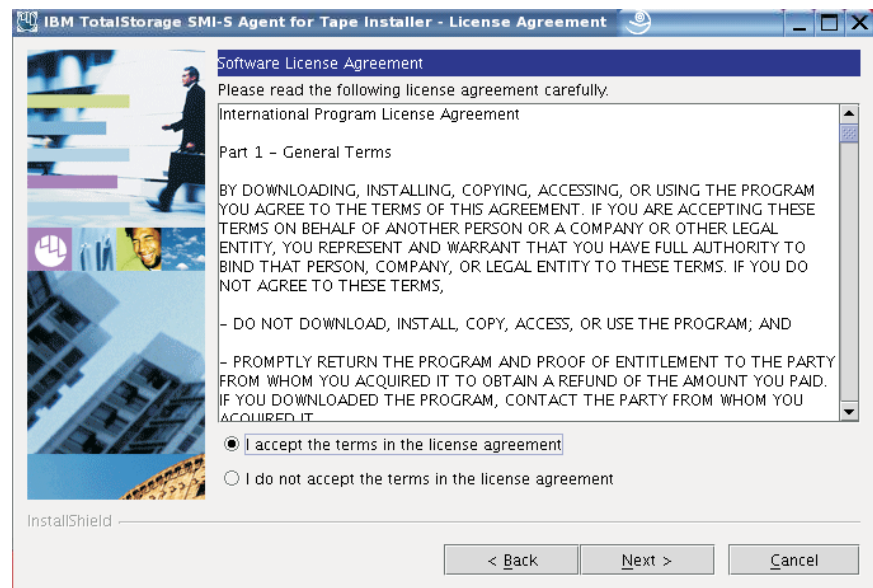 IBM TotalStorage SMI-S Agent for Tape Installer - License Agreement
Software License Agreement
Please read the following license agreement carefully.
International Program License Agreement
Part 1 – General Terms
BY DOWNLOADING, INSTALLING, COPYING, ACCESSING, OR USING THE PROGRAM
YOU AGREE TO THE TERMS OF THIS AGREEMENT. IF YOU ARE ACCEPTING THESE
TERMS ON BEHALF OF ANOTHER PERSON OR A COMPANY OR OTHER LEGAL
ENTITY, YOU REPRESENT AND WARRANT THAT YOU HAVE FULL AUTHORITY TO
BIND THAT PERSON, COMPANY, OR LEGAL ENTITY TO THESE TERMS. IF YOU DO
NOT AGREE TO THESE TERMS,
– DO NOT DOWNLOAD, INSTALL, COPY, ACCESS, OR USE THE PROGRAM; AND
– PROMPTLY RETURN THE PROGRAM AND PROOF OF ENTITLEMENT TO THE PARTY
FROM WHOM YOU ACQUIRED IT TO OBTAIN A REFUND OF THE AMOUNT YOU PAID.
IF YOU DOWNLOADED THE PROGRAM, CONTACT THE PARTY FROM WHOM YOU
ACQUIRED IT.
I accept the terms in the license agreement
I do not accept the terms in the license agreement
InstallShield
< Back
Next >
Cancel